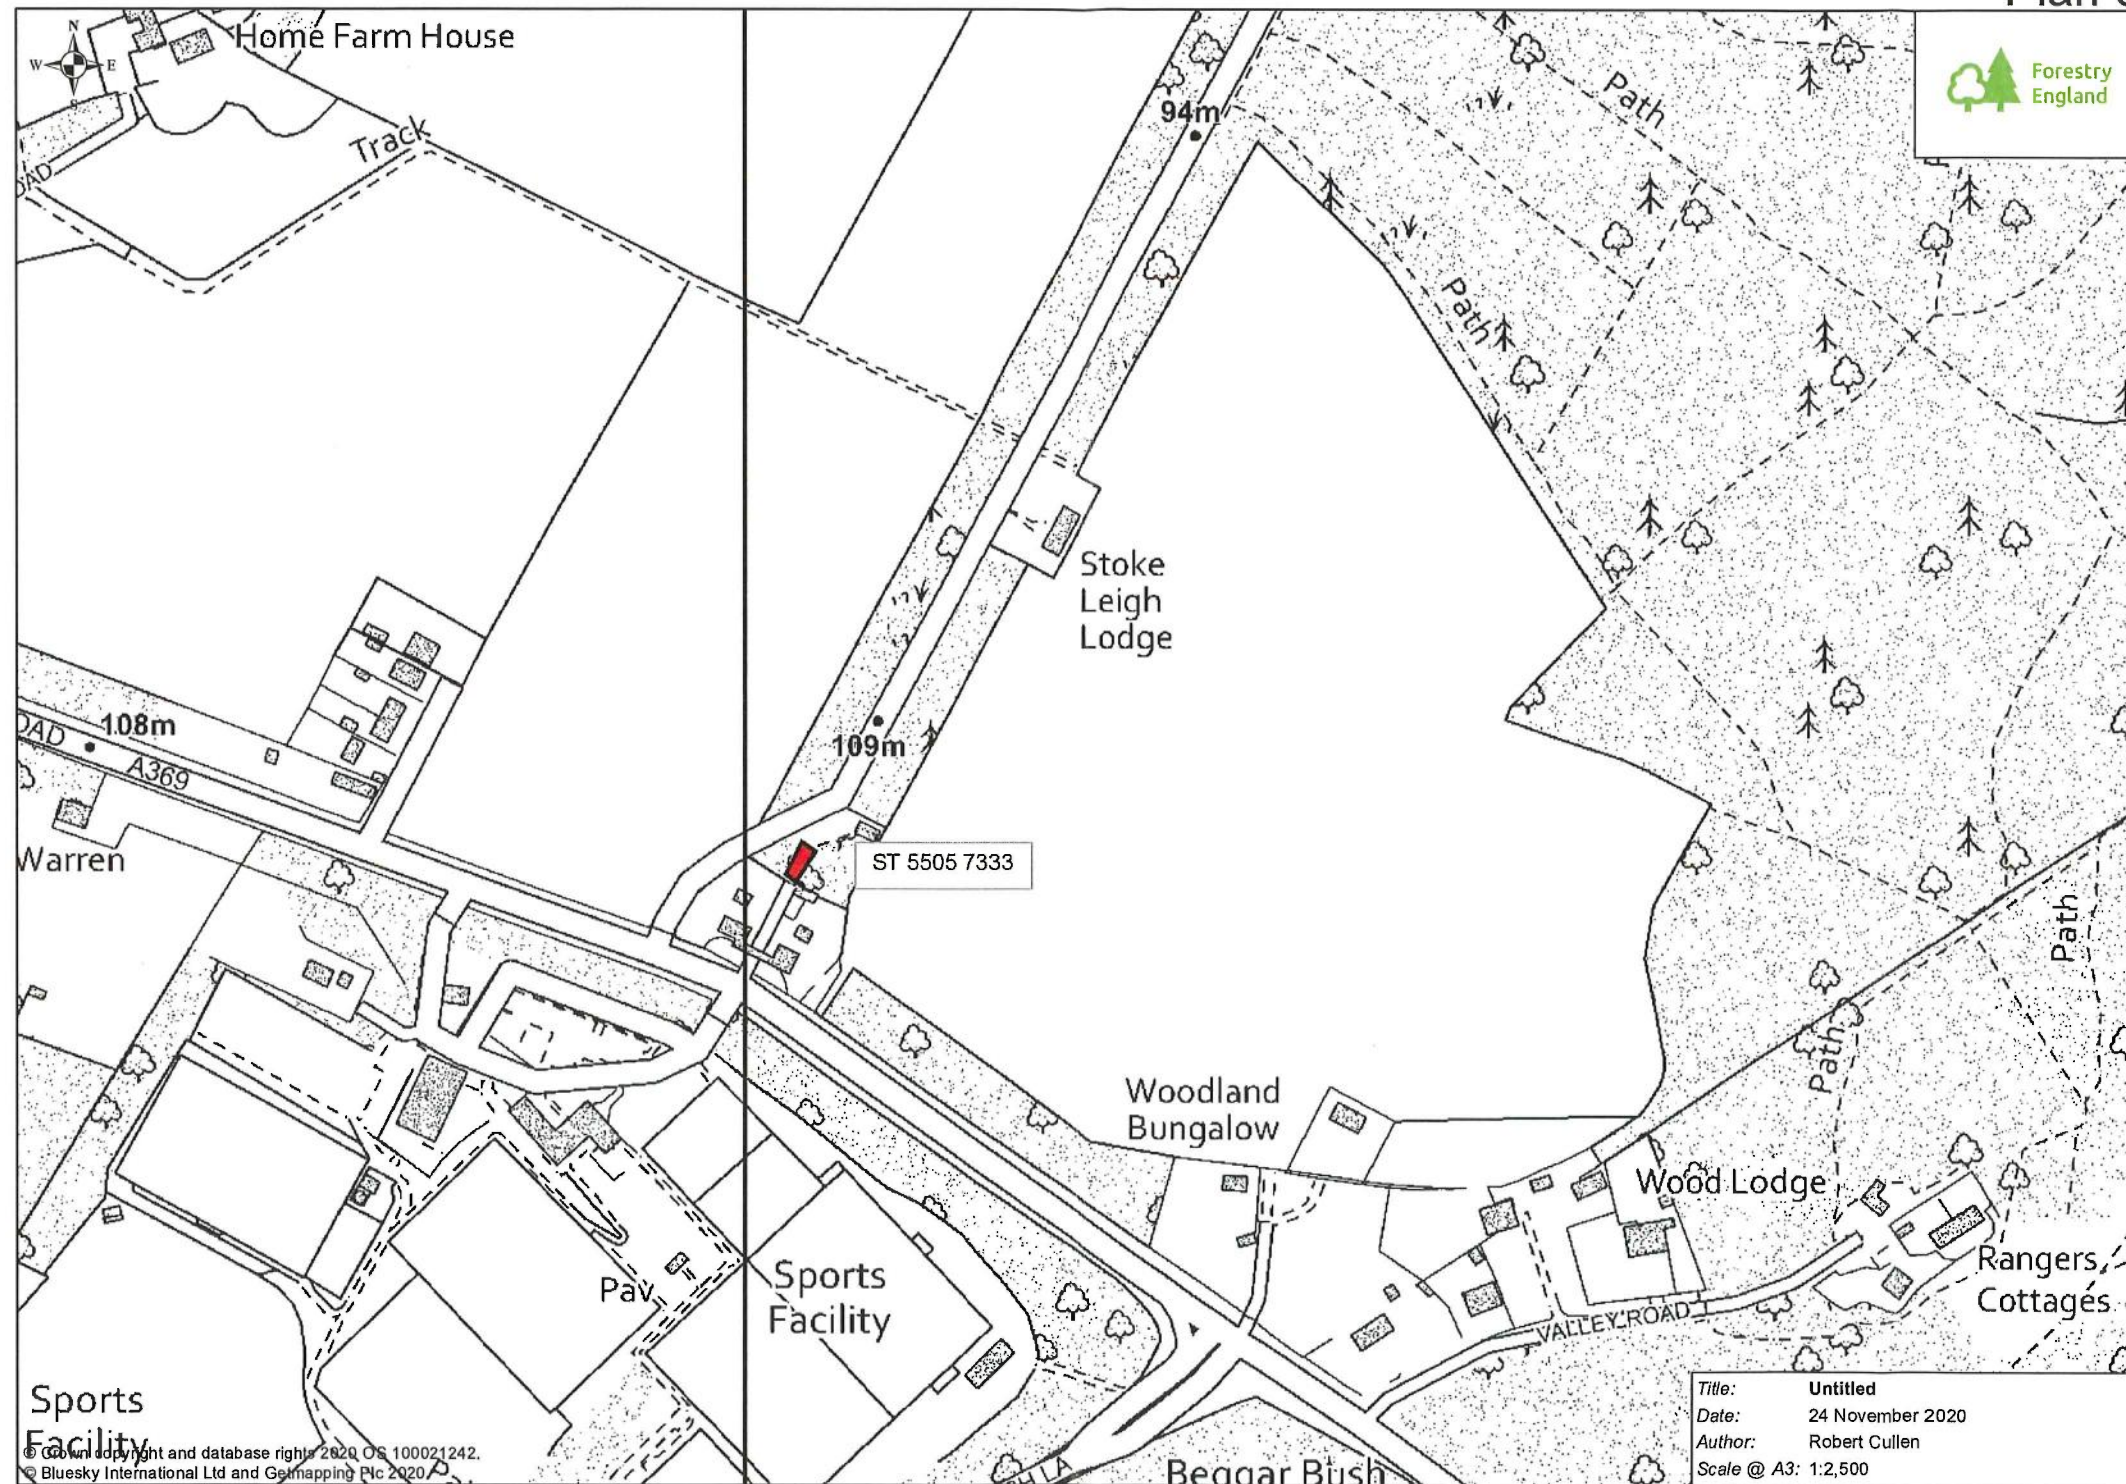 Plan
Home Farm House
N
W E
S
Forestry
England
Path
94m
Track
OAD
Path
Stoke
Leigh
Lodge
108m
OAD
A369
109m
Warren
ST 5505 7333
Path
Path
Woodland
Bungalow
Wood Lodge
Rangers
Cottages
Pav
Sports
Facility
VALLEY ROAD
Sports
Facility
Title: Untitled
Date: 24 November 2020
Author: Robert Cullen
Scale @ A3: 1:2,500
© Crown copyright and database rights 2020 OS 100021242.
© Bluesky International Ltd and Getmapping Plc 2020
H LA
Beggar Bush